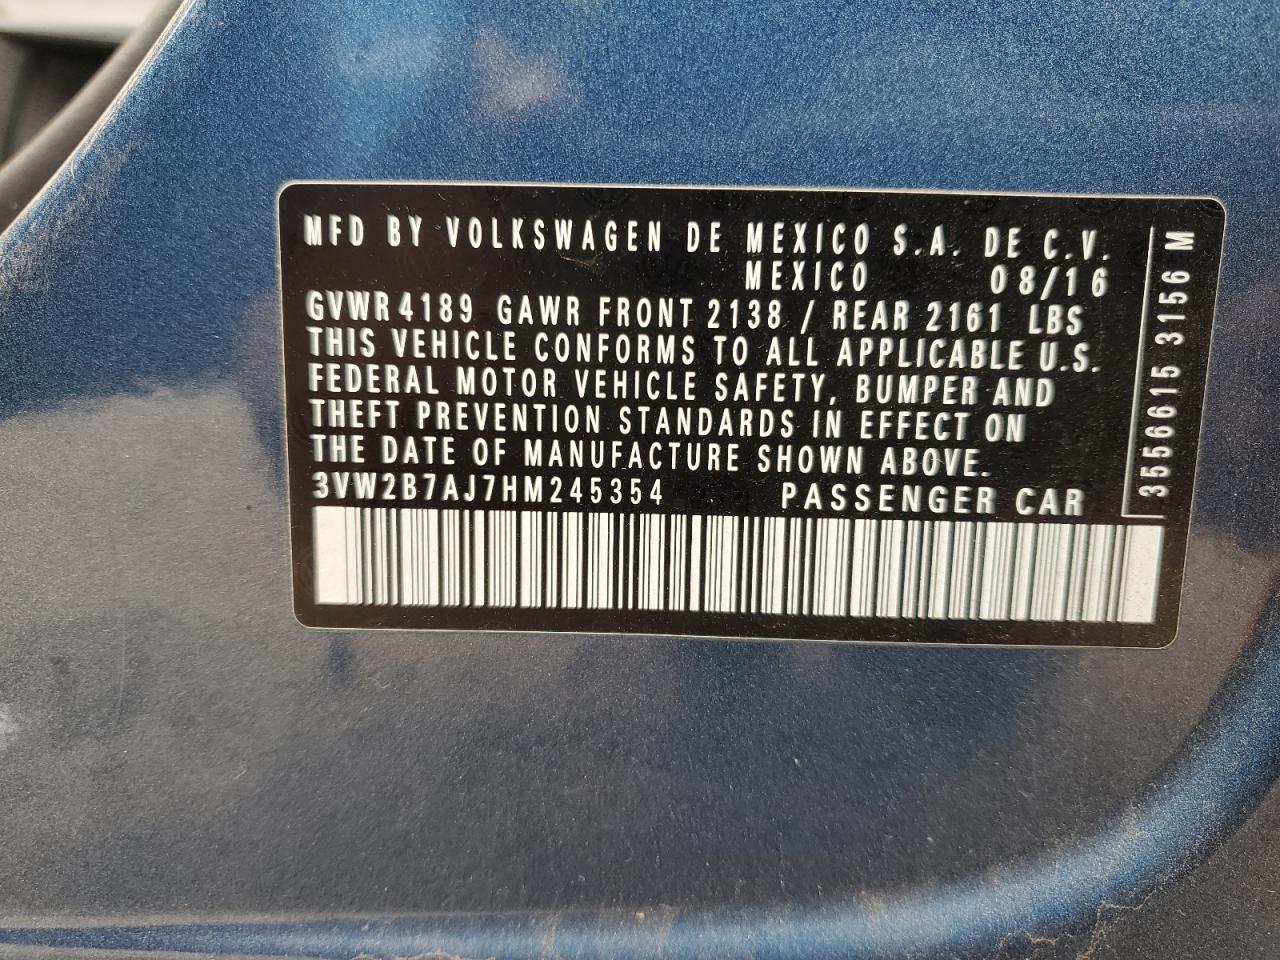 MFD BY VOLKSWAGEN DE MEXICO S.A. DE C.V.
MEXICO 08/16
GVWR 4189 GAWR FRONT 2138 / REAR 2161 LBS
THIS VEHICLE CONFORMS TO ALL APPLICABLE U.S.
FEDERAL MOTOR VEHICLE SAFETY, BUMPER AND
THEFT PREVENTION STANDARDS IN EFFECT ON
THE DATE OF MANUFACTURE SHOWN ABOVE.
3VW2B7AJ7HM245354 PASSENGER CAR
3556615 3156 M